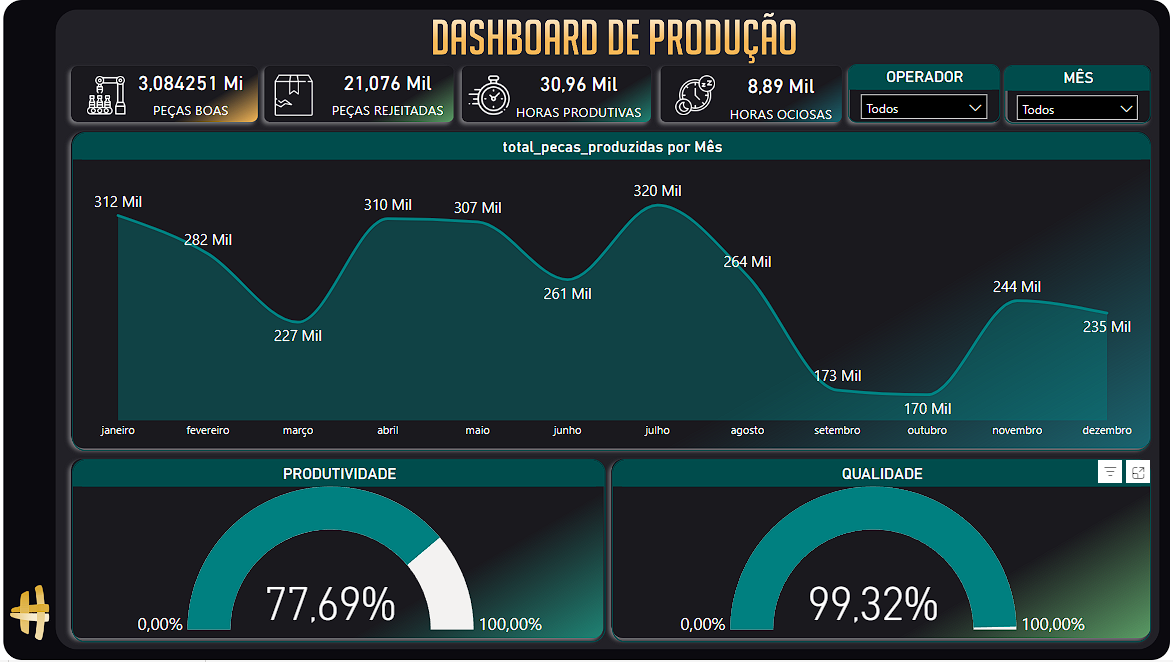 DASHBOARD DE PRODUÇÃO
3,084251 Mi
PEÇAS BOAS
21,076 Mil
PEÇAS REJEITADAS
30,96 Mil
HORAS PRODUTIVAS
8,89 Mil
HORAS OCIOSAS
OPERADOR
Todos
MÊS
Todos
total_pecas_produzidas por Mês
312 Mil
282 Mil
227 Mil
310 Mil
307 Mil
261 Mil
320 Mil
264 Mil
173 Mil
170 Mil
244 Mil
235 Mil
janeiro
fevereiro
março
abril
maio
junho
julho
agosto
setembro
outubro
novembro
dezembro
PRODUTIVIDADE
77,69%
0,00%
100,00%
QUALIDADE
99,32%
0,00%
100,00%